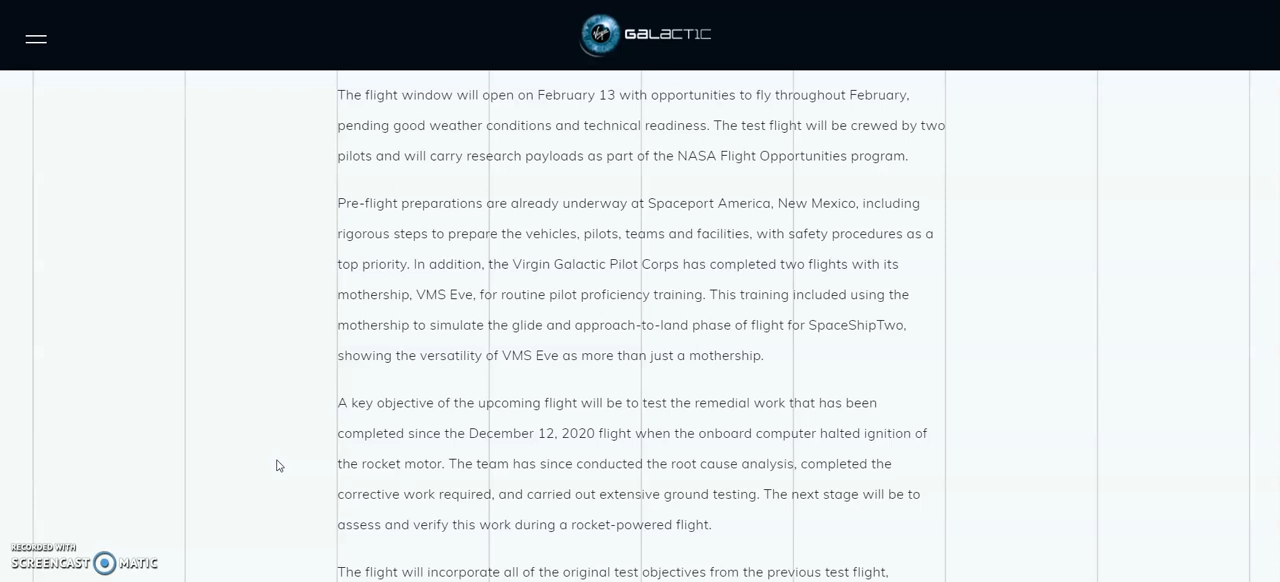 Virgin GALACTIC
The flight window will open on February 13 with opportunities to fly throughout February,
pending good weather conditions and technical readiness. The test flight will be crewed by two
pilots and will carry research payloads as part of the NASA Flight Opportunities program.
Pre-flight preparations are already underway at Spaceport America, New Mexico, including
rigorous steps to prepare the vehicles, pilots, teams and facilities, with safety procedures as a
top priority. In addition, the Virgin Galactic Pilot Corps has completed two flights with its
mothership, VMS Eve, for routine pilot proficiency training. This training included using the
mothership to simulate the glide and approach-to-land phase of flight for SpaceShipTwo,
showing the versatility of VMS Eve as more than just a mothership.
A key objective of the upcoming flight will be to test the remedial work that has been
completed since the December 12, 2020 flight when the onboard computer halted ignition of
the rocket motor. The team has since conducted the root cause analysis, completed the
corrective work required, and carried out extensive ground testing. The next stage will be to
assess and verify this work during a rocket-powered flight.
The flight will incorporate all of the original test objectives from the previous test flight,
RECORDED WITH
SCREENCAST MATIC